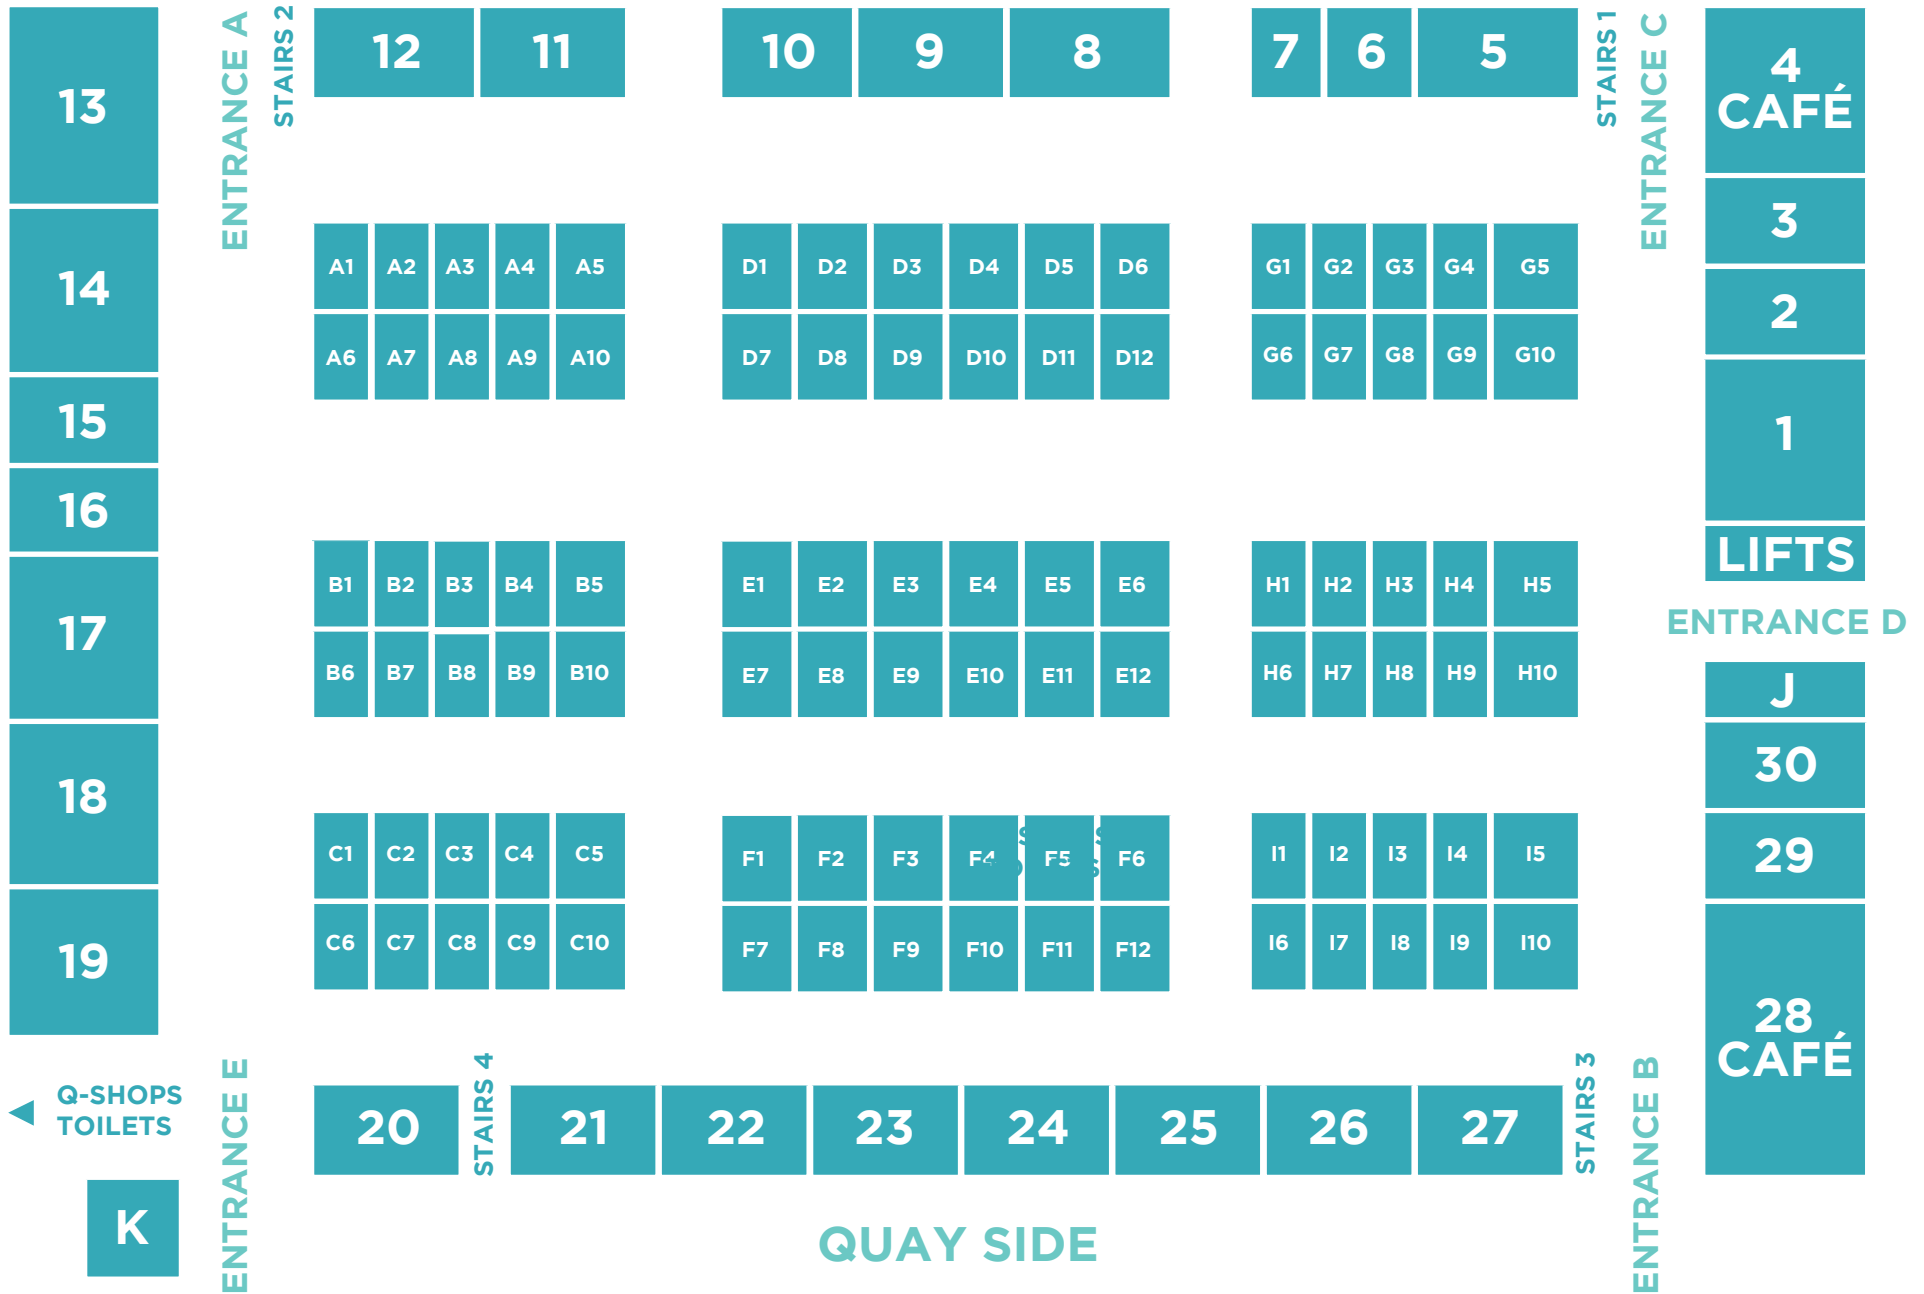 ENTRANCE A
STAIRS 2
12
11
10
9
8
7
6
5
STAIRS 1
ENTRANCE C
4
CAFÉ
13
3
14
A1 A2 A3 A4 A5
D1 D2 D3 D4 D5 D6
G1 G2 G3 G4 G5
2
A6 A7 A8 A9 A10
D7 D8 D9 D10 D11 D12
G6 G7 G8 G9 G10
15
1
16
LIFTS
B1 B2 B3 B4 B5
E1 E2 E3 E4 E5 E6
H1 H2 H3 H4 H5
17
ENTRANCE D
B6 B7 B8 B9 B10
E7 E8 E9 E10 E11 E12
H6 H7 H8 H9 H10
J
30
18
C1 C2 C3 C4 C5
F1 F2 F3 F4 F5 F6
I1 I2 I3 I4 I5
29
C6 C7 C8 C9 C10
F7 F8 F9 F10 F11 F12
I6 I7 I8 I9 I10
19
28
CAFÉ
Q-SHOPS
TOILETS
ENTRANCE E
20
STAIRS 4
21
22
23
24
25
26
27
STAIRS 3
ENTRANCE B
K
QUAY SIDE